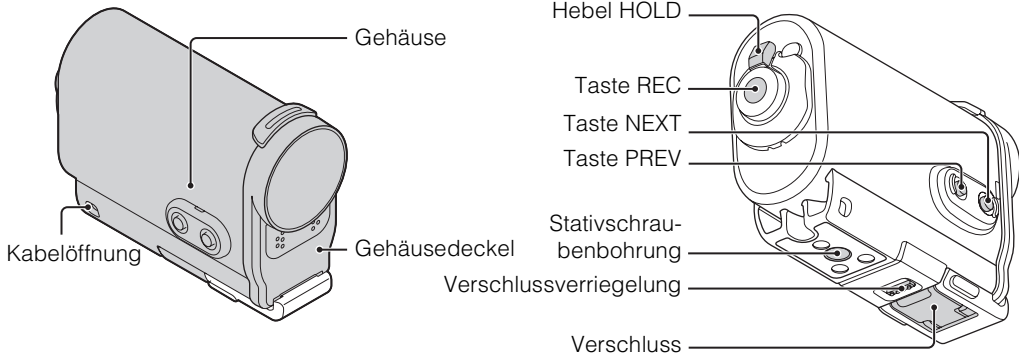 Gehäuse
Kabelöffnung
Gehäusedeckel
Hebel HOLD
Taste REC
Taste NEXT
Taste PREV
Stativschrau-
benbohrung
Verschlussverriegelung
Verschluss